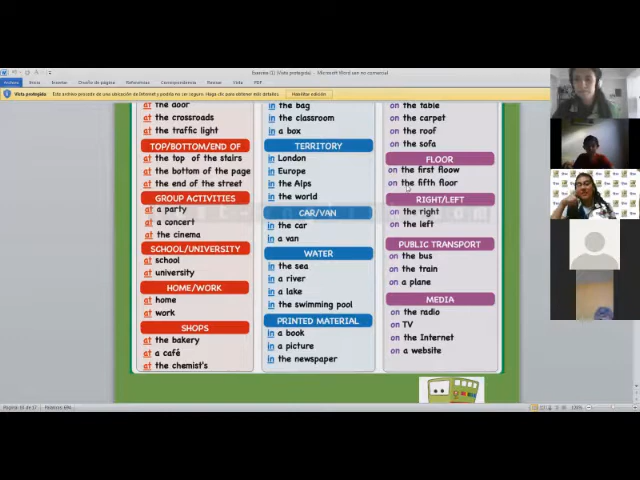 Vista protegida
Habilitar edición
at the door
at the crossroads
at the traffic light
TOP/BOTTOM/END OF
at the top of the stairs
at the bottom of the page
at the end of the street
GROUP ACTIVITIES
at a party
at a concert
the cinema
SCHOOL/UNIVERSITY
at school
at university
HOME/WORK
at home
at work
SHOPS
at the bakery
at a café
at the chemist's
in the bag
in the classroom
in a box
TERRITORY
in London
in Europe
in the Alps
in the world
CAR/VAN
in the car
in a van
WATER
in the sea
in a river
in a lake
in the swimming pool
PRINTED MATERIAL
in a book
in a picture
in the newspaper
on the table
on the carpet
on the roof
on the sofa
FLOOR
on the first floow
on the fifth floor
RIGHT/LEFT
on the right
on the left
PUBLIC TRANSPORT
on the bus
on the train
on a plane
MEDIA
on the radio
on TV
on the Internet
on a website